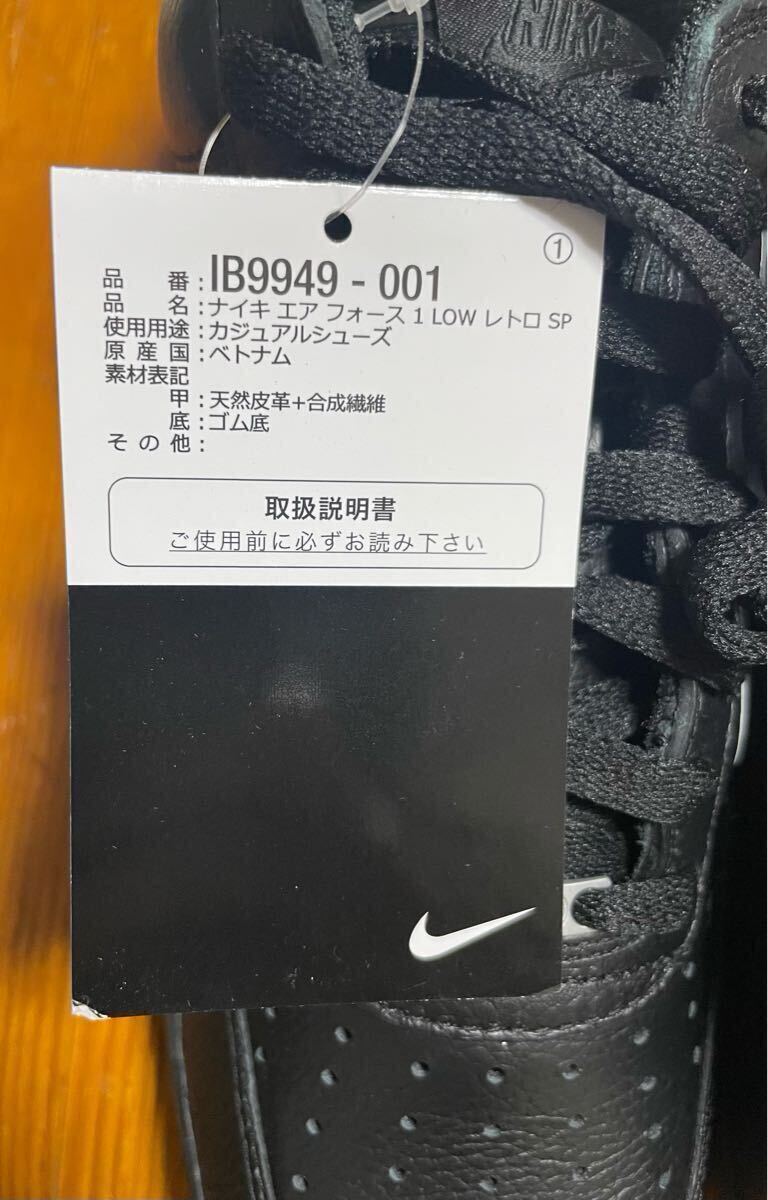 NIKE
①
品番:IB9949 - 001
品名:ナイキ エア フォース 1 LOW レトロ SP
使用用途:カジュアルシューズ
原産国:ベトナム
素材表記
甲:天然皮革+合成繊維
底:ゴム底
その他:
取扱説明書
ご使用前に必ずお読み下さい